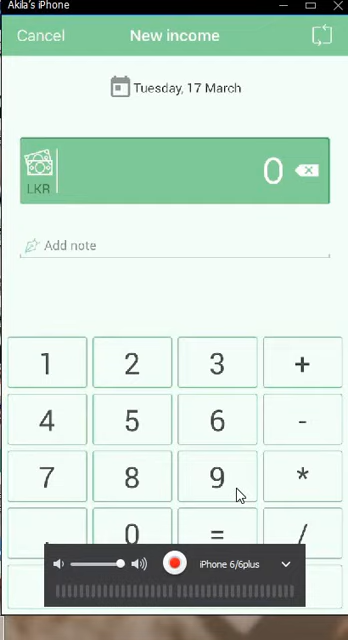 Akila's iPhone
Cancel New income
Tuesday, 17 March
LKR 0
Add note
1 2 3 +
4 5 6 -
7 8 9 *
. 0 = /
iPhone 6/6plus